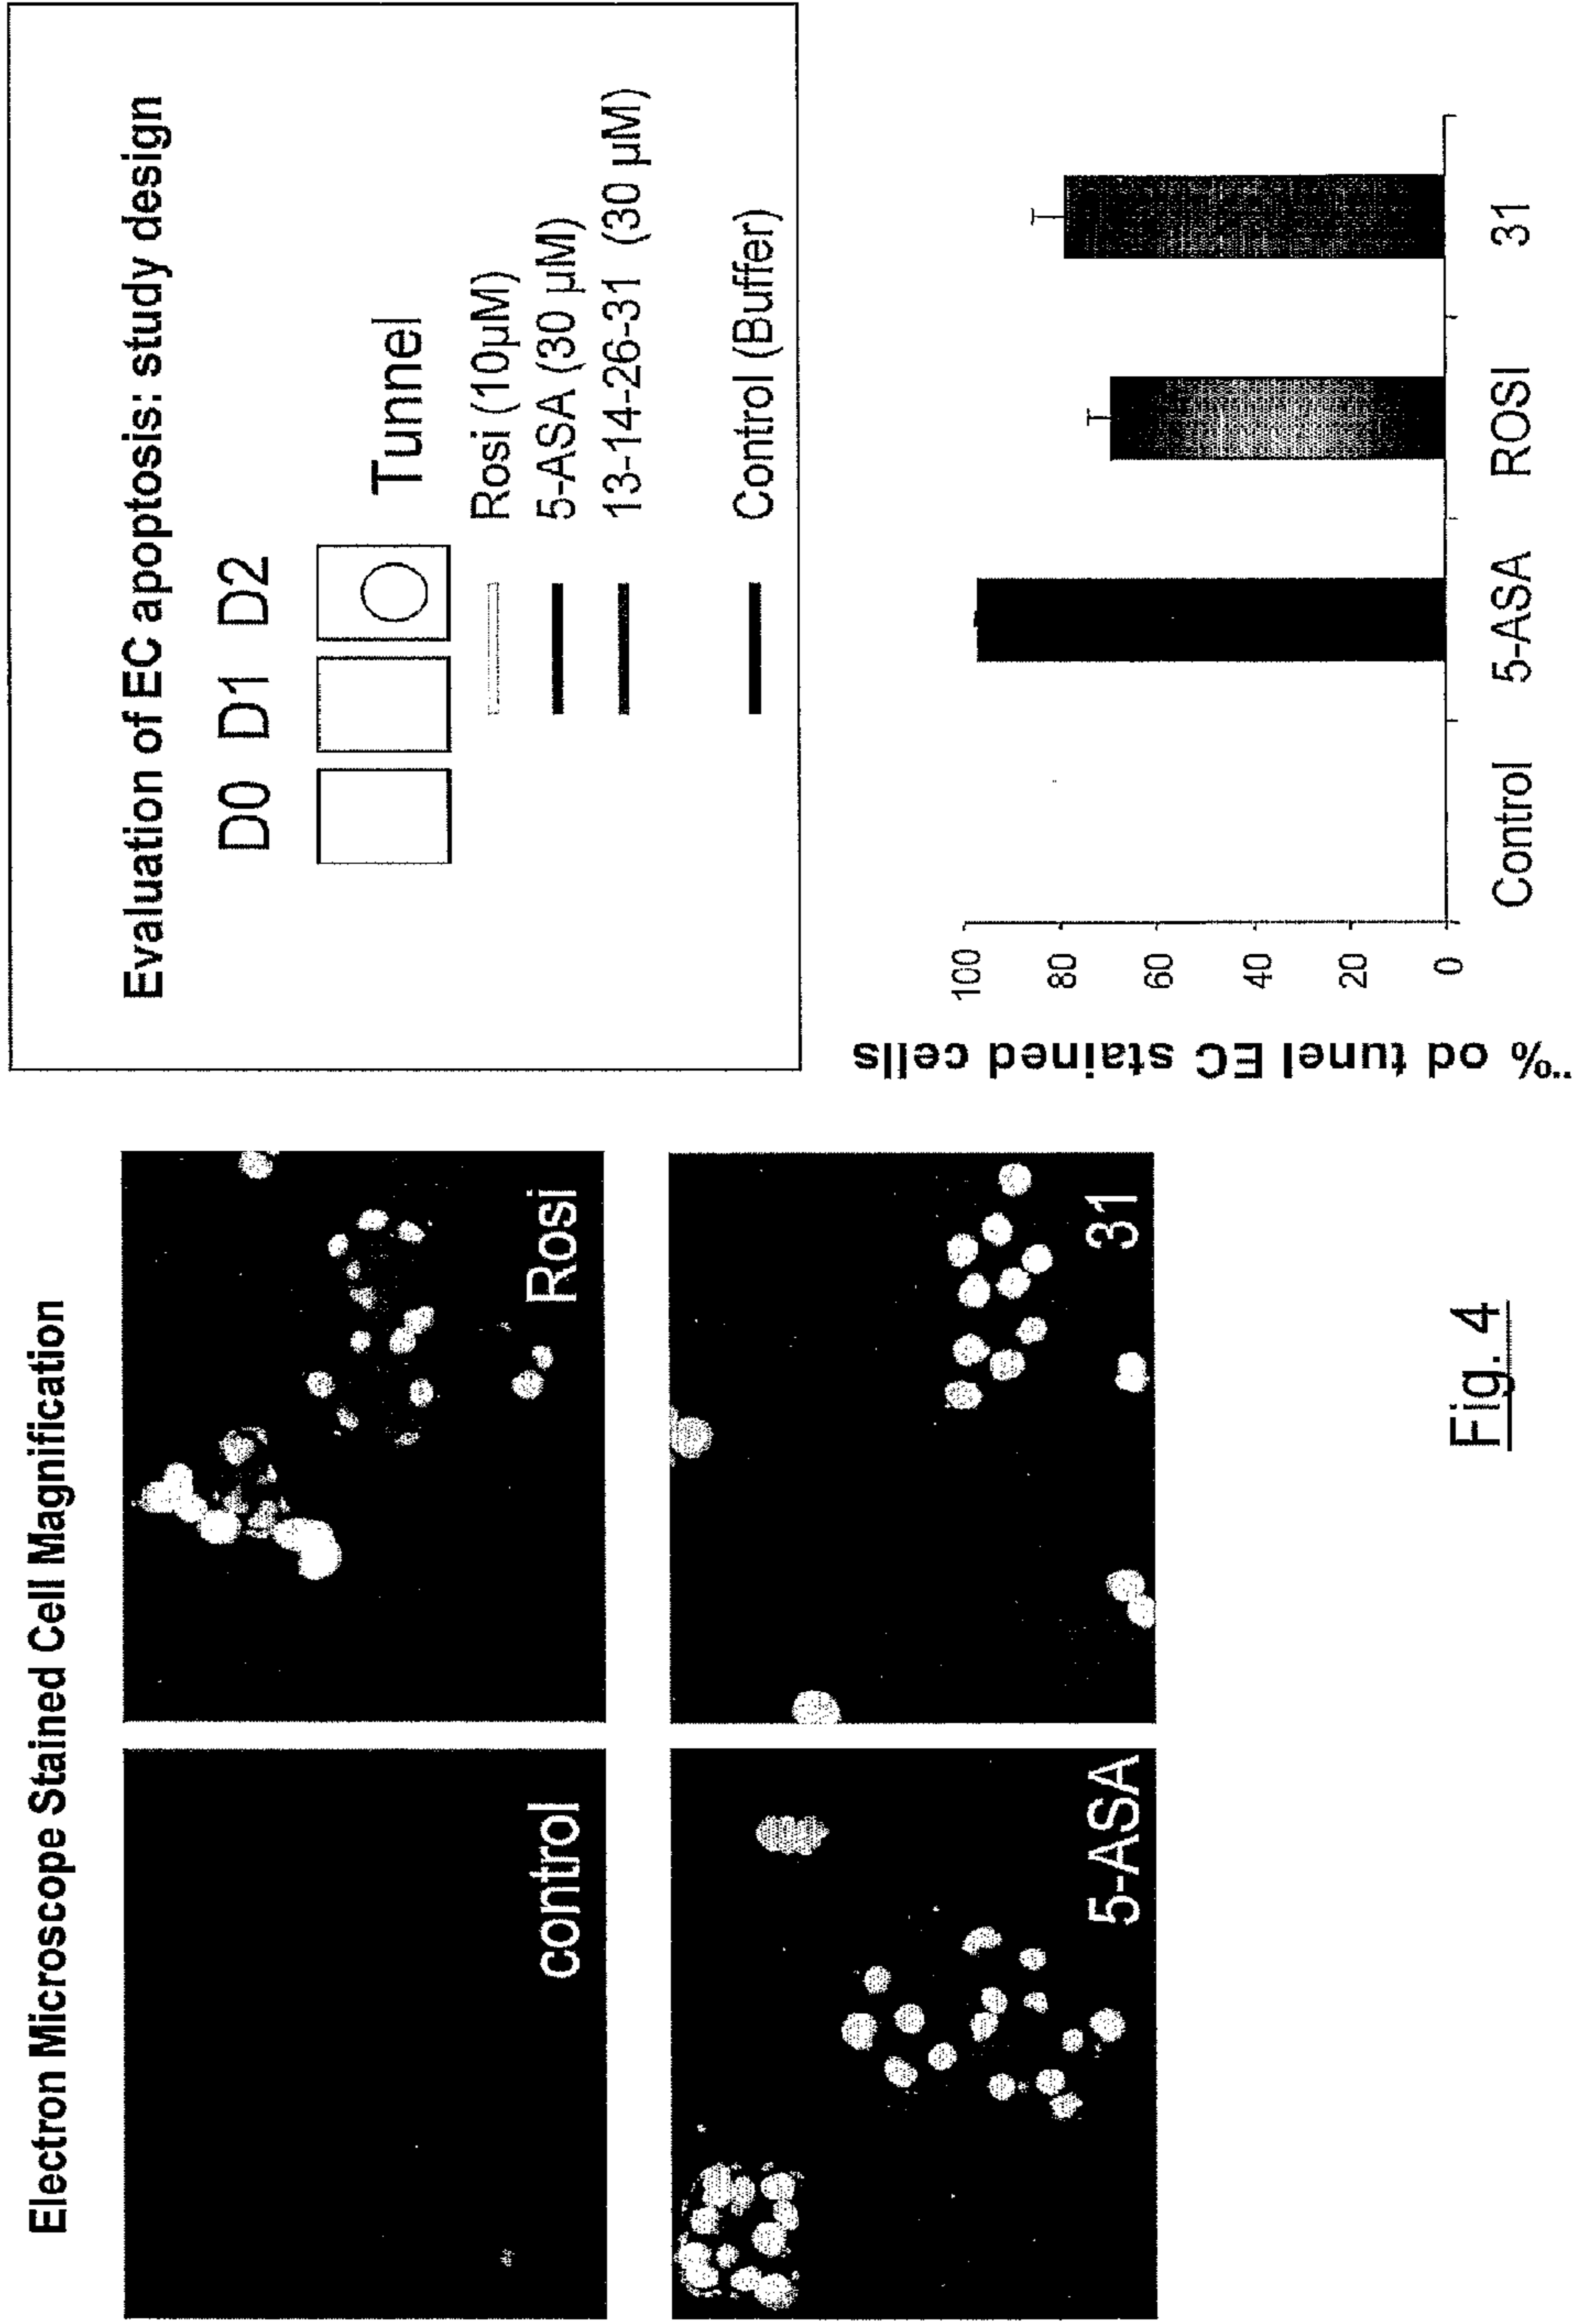 Electron Microscope Stained Cell Magnification
control
Rosi
5-ASA
31
Evaluation of EC apoptosis: study design
D0 D1 D2
Tunnel
Rosi (10µM)
5-ASA (30 µM)
13-14-26-31 (30 µM)
Control (Buffer)
% od tunel EC stained cells
100
80
60
40
20
0
Control 5-ASA ROSI 31
Fig. 4